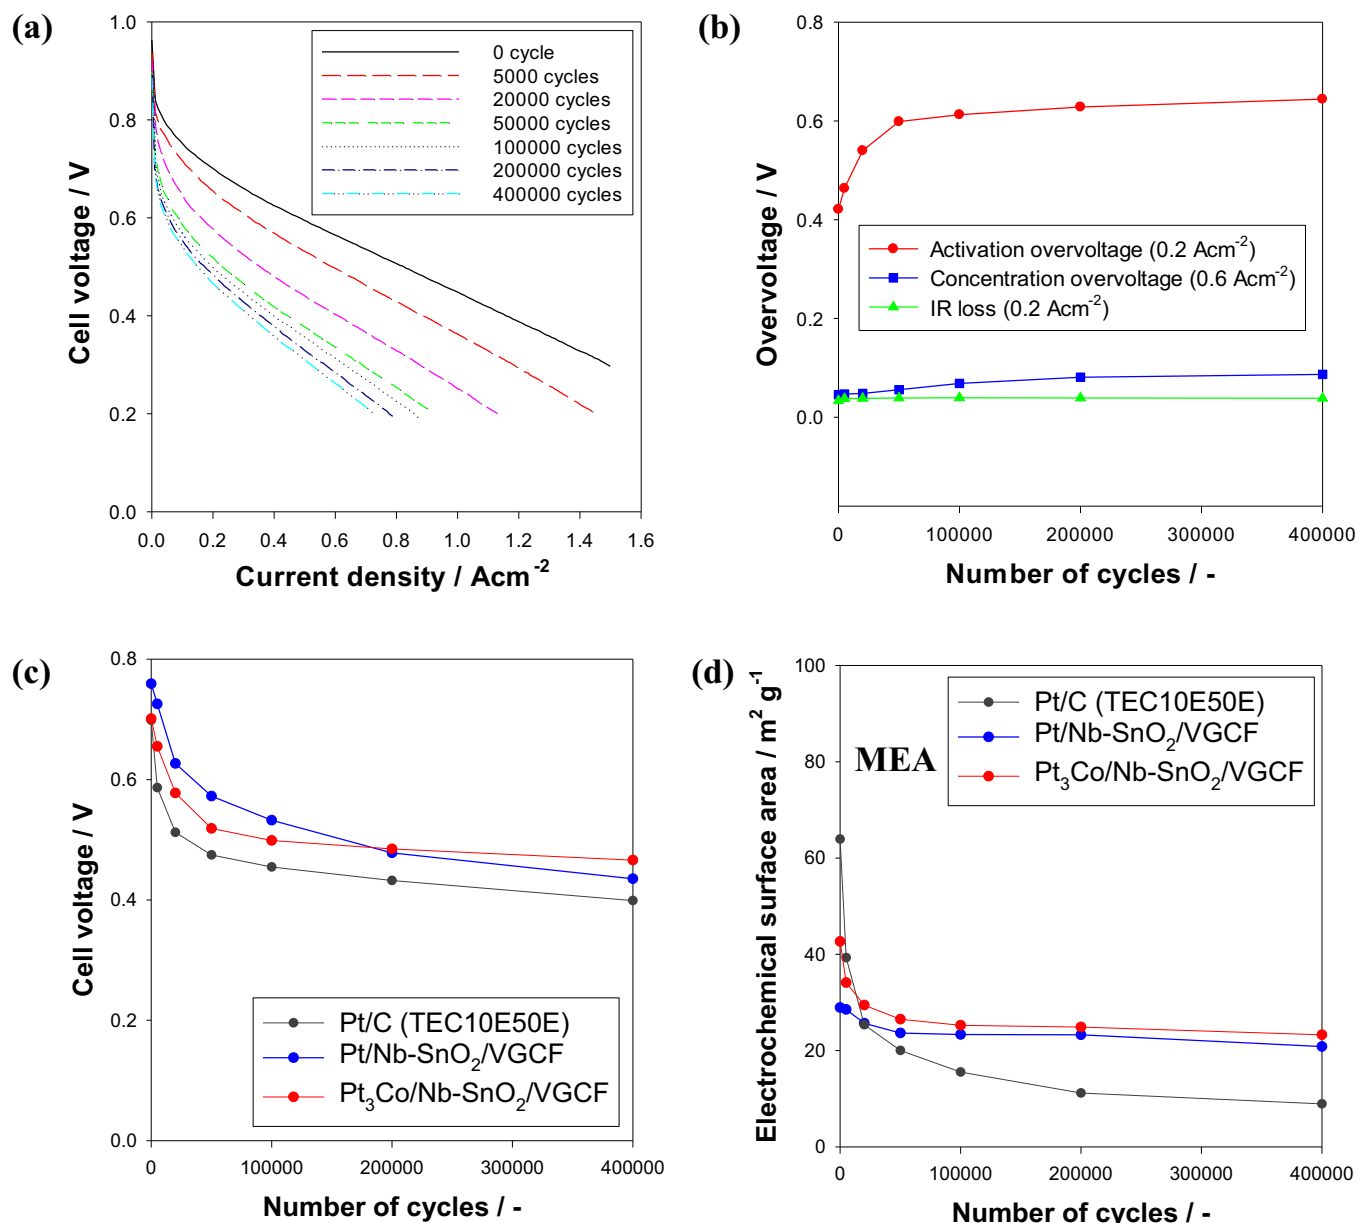 (a)
1.0
0.8
0.6
0.4
0.2
0.0
Cell voltage / V
0 cycle
5000 cycles
20000 cycles
50000 cycles
100000 cycles
200000 cycles
400000 cycles
0.0 0.2 0.4 0.6 0.8 1.0 1.2 1.4 1.6
Current density / Acm⁻²
(b)
0.8
0.6
0.4
0.2
0.0
Overvoltage / V
Activation overvoltage (0.2 Acm⁻²)
Concentration overvoltage (0.6 Acm⁻²)
IR loss (0.2 Acm⁻²)
0 100000 200000 300000 400000
Number of cycles / -
(c)
0.8
0.6
0.4
0.2
0.0
Cell voltage / V
Pt/C (TEC10E50E)
Pt/Nb-SnO₂/VGCF
Pt₃Co/Nb-SnO₂/VGCF
0 100000 200000 300000 400000
Number of cycles / -
(d)
100
80
60
40
20
0
Electrochemical surface area / m² g⁻¹
MEA
Pt/C (TEC10E50E)
Pt/Nb-SnO₂/VGCF
Pt₃Co/Nb-SnO₂/VGCF
0 100000 200000 300000 400000
Number of cycles / -